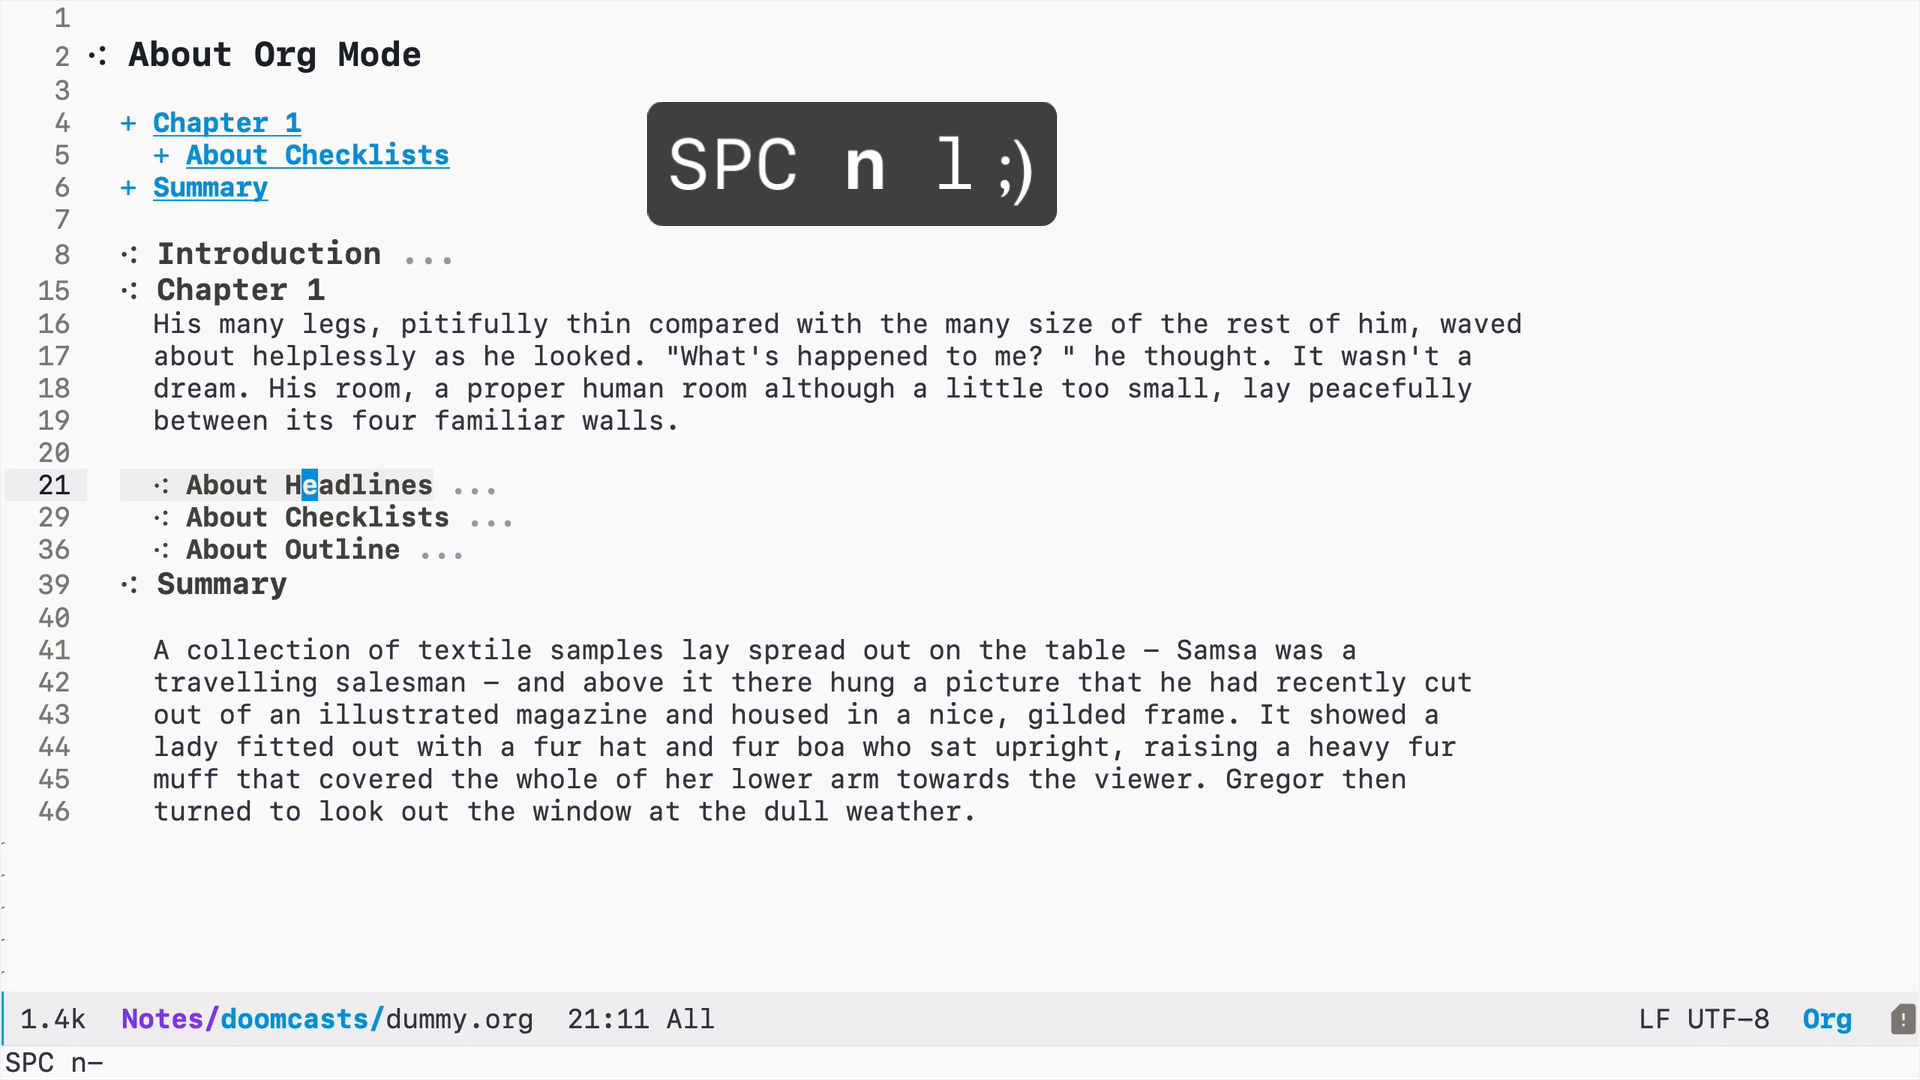 1
2 ⁖ About Org Mode
3
4 + Chapter 1
5 + About Checklists
6 + Summary
7
SPC n l ;)
8 ⁖ Introduction ...
15 ⁖ Chapter 1
16 His many legs, pitifully thin compared with the many size of the rest of him, waved
17 about helplessly as he looked. "What's happened to me? " he thought. It wasn't a
18 dream. His room, a proper human room although a little too small, lay peacefully
19 between its four familiar walls.
20
21 ⁖ About Headlines ...
29 ⁖ About Checklists ...
36 ⁖ About Outline ...
39 ⁖ Summary
40
41 A collection of textile samples lay spread out on the table – Samsa was a
42 travelling salesman – and above it there hung a picture that he had recently cut
43 out of an illustrated magazine and housed in a nice, gilded frame. It showed a
44 lady fitted out with a fur hat and fur boa who sat upright, raising a heavy fur
45 muff that covered the whole of her lower arm towards the viewer. Gregor then
46 turned to look out the window at the dull weather.
1.4k Notes/doomcasts/dummy.org 21:11 All LF UTF-8 Org !
SPC n-